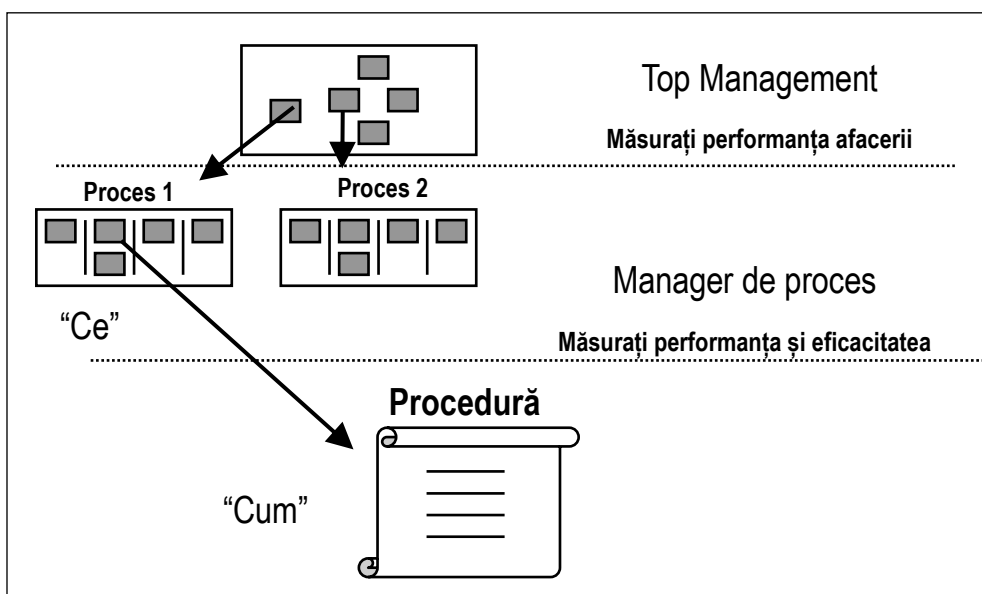 Top Management
Măsurați performanța afacerii
Proces 1
Proces 2
Manager de proces
“Ce”
Măsurați performanța și eficacitatea
Procedură
“Cum”